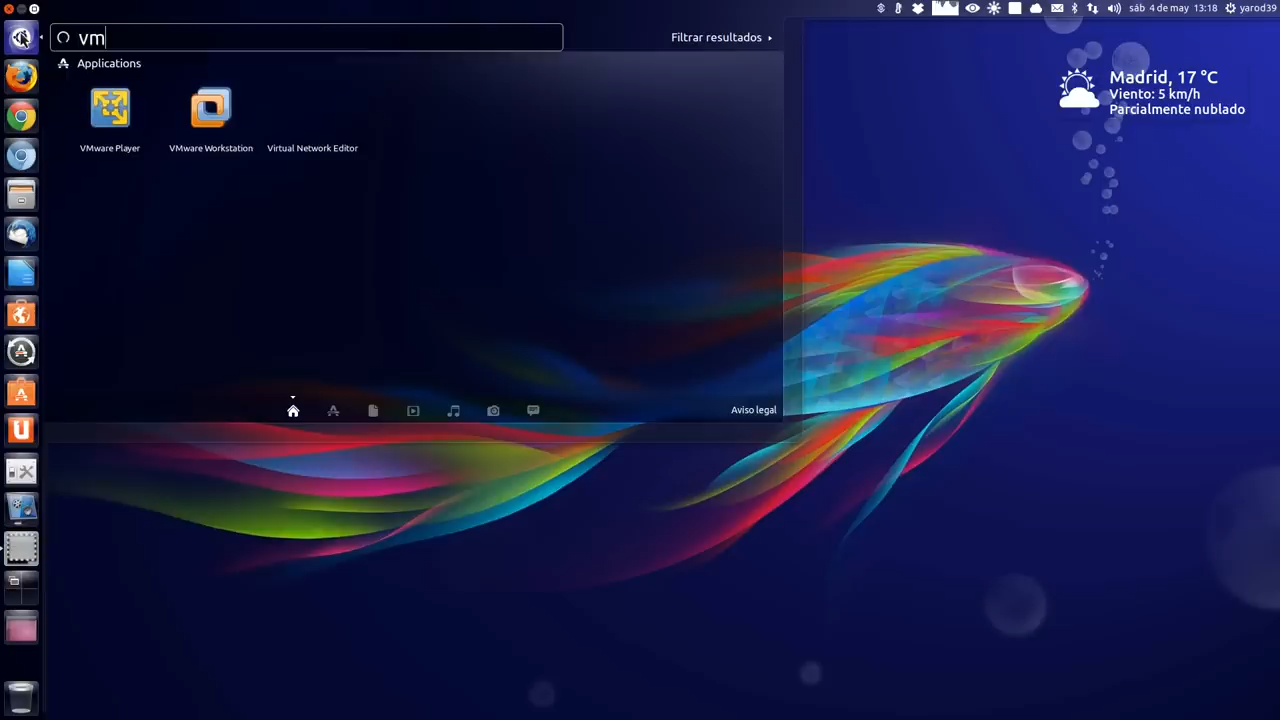 sáb 4 de may 13:18 yarod39
vm
Filtrar resultados
Applications
Madrid, 17 °C
Viento: 5 km/h
Parcialmente nublado
VMware Player VMware Workstation Virtual Network Editor
Aviso legal